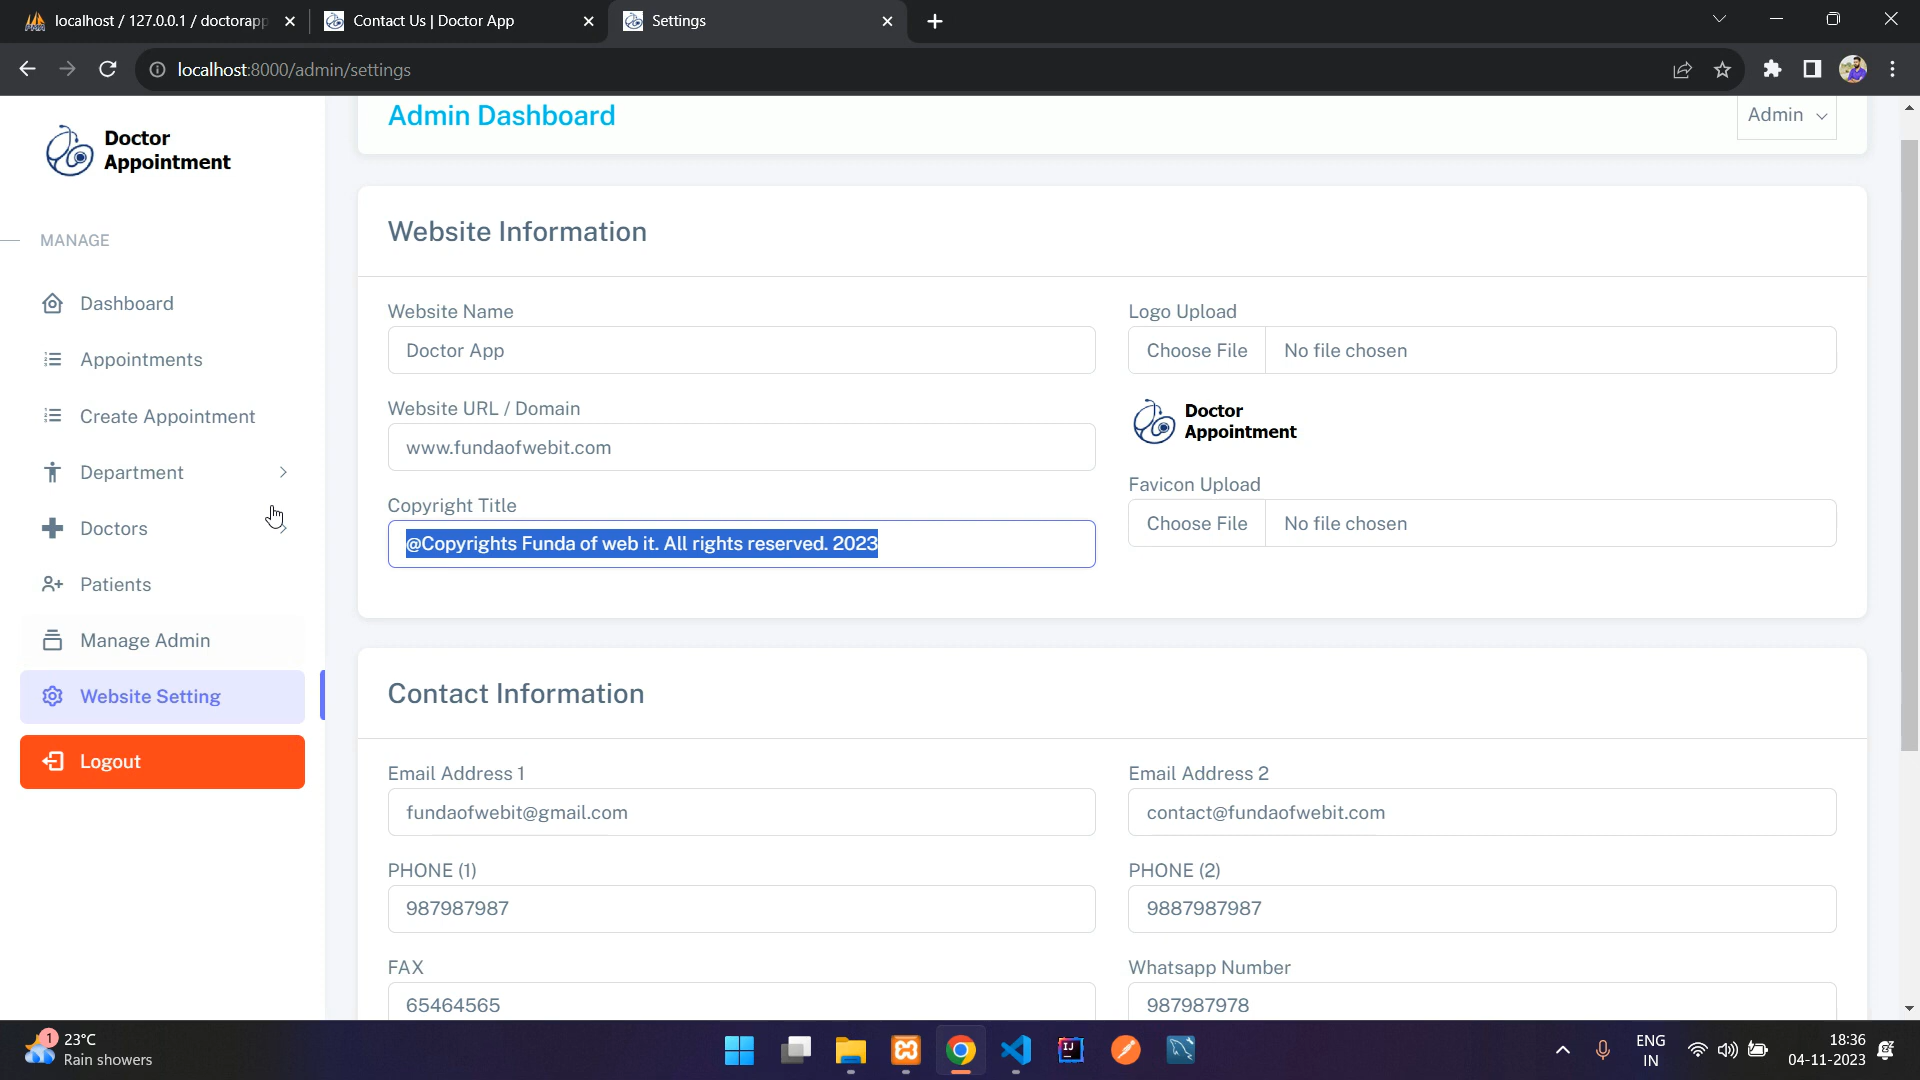 localhost / 127.0.0.1 / doctorapp
Contact Us | Doctor App
Settings
localhost:8000/admin/settings
Doctor
Appointment
MANAGE
Dashboard
Appointments
Create Appointment
Department
Doctors
Patients
Manage Admin
Website Setting
Logout
Admin Dashboard
Admin
Website Information
Website Name
Doctor App
Website URL / Domain
www.fundaofwebit.com
Copyright Title
@Copyrights Funda of web it. All rights reserved. 2023
Logo Upload
Choose File No file chosen
Doctor
Appointment
Favicon Upload
Choose File No file chosen
Contact Information
Email Address 1
fundaofwebit@gmail.com
Email Address 2
contact@fundaofwebit.com
PHONE (1)
987987987
PHONE (2)
9887987987
FAX
65464565
Whatsapp Number
987987978
1
23°C
Rain showers
IJ
ENG
IN
18:36
04-11-2023